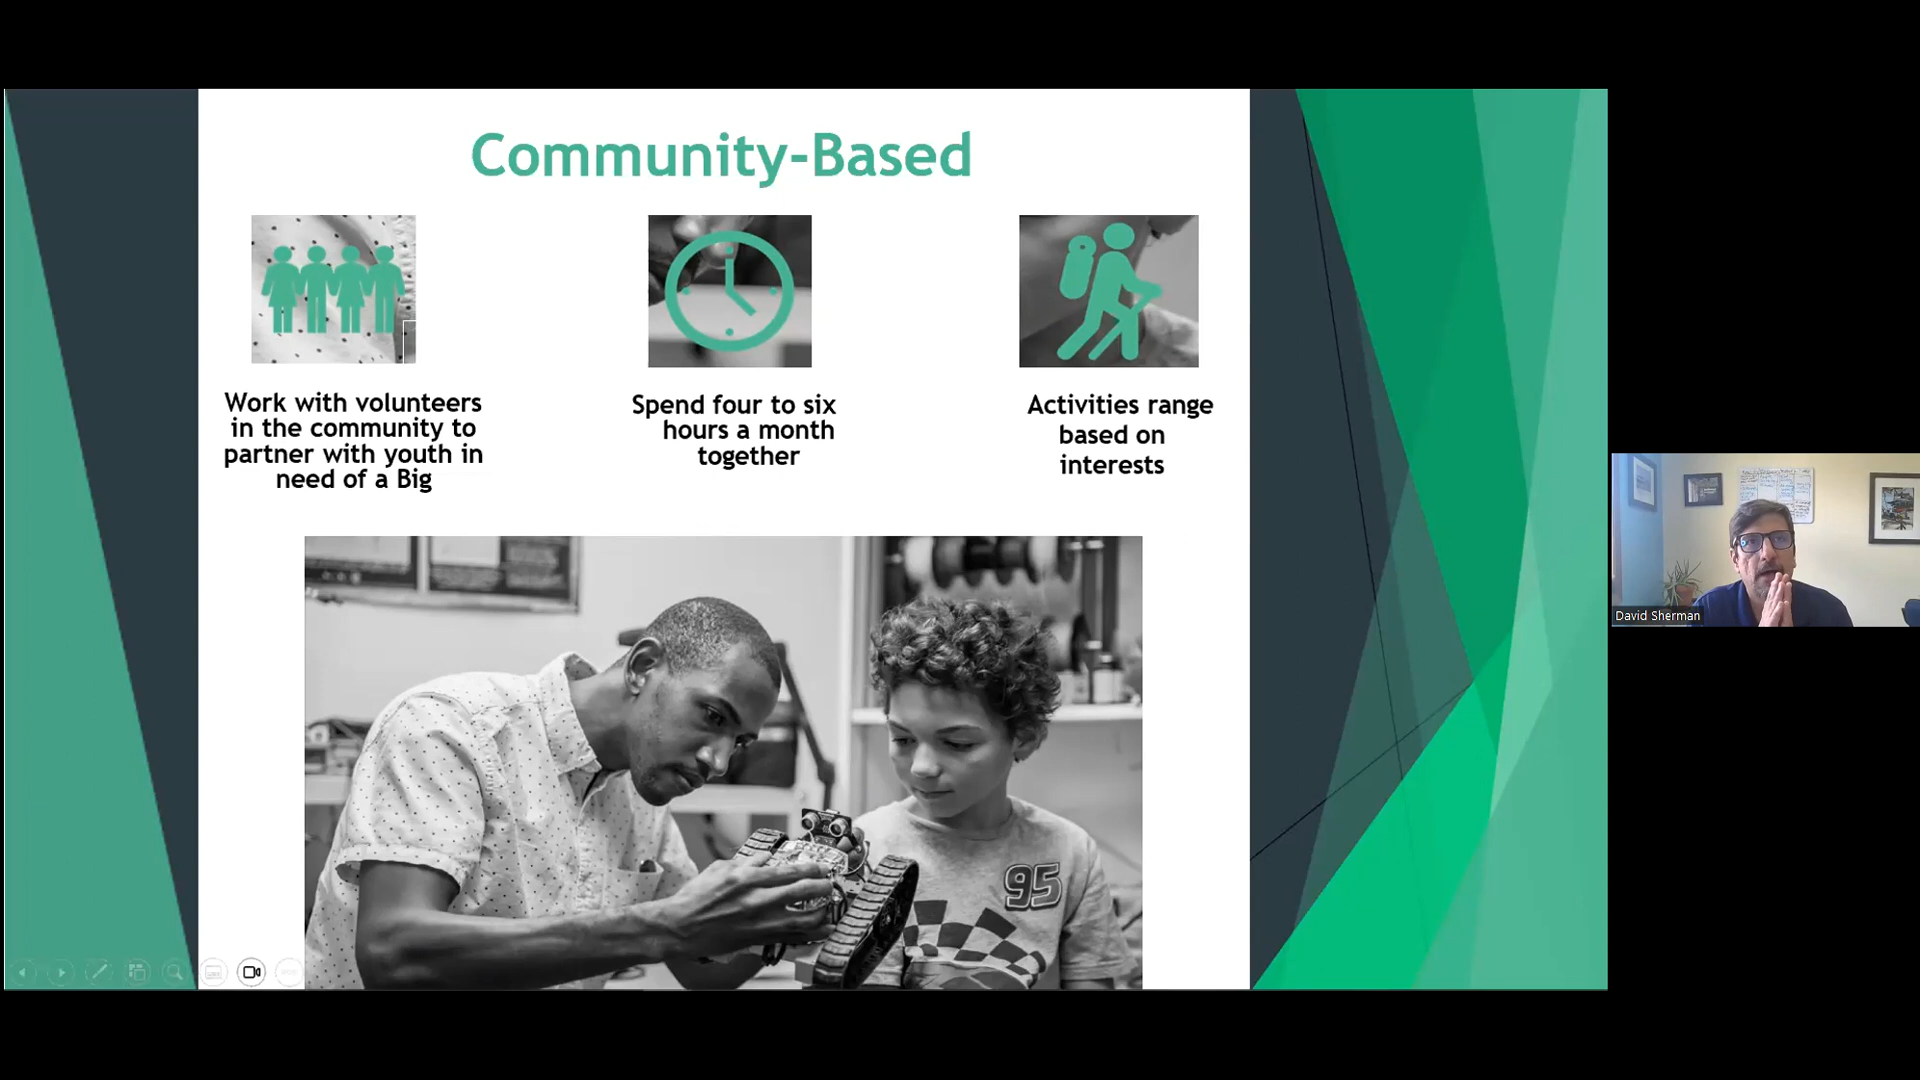 Community-Based
Work with volunteers
in the community to
partner with youth in
need of a Big
Spend four to six
hours a month
together
Activities range
based on
interests
95
David Sherman